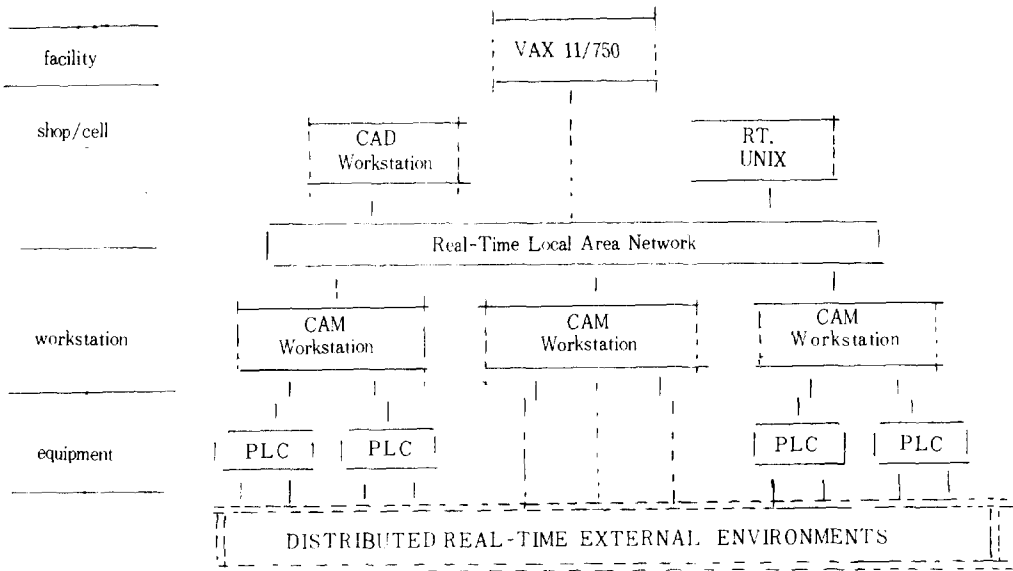 facility
VAX 11/750
shop/cell
CAD
Workstation
RT.
UNIX
Real-Time Local Area Network
workstation
CAM
Workstation
CAM
Workstation
CAM
Workstation
equipment
PLC
PLC
PLC
PLC
DISTRIBUTED REAL-TIME EXTERNAL ENVIRONMENTS